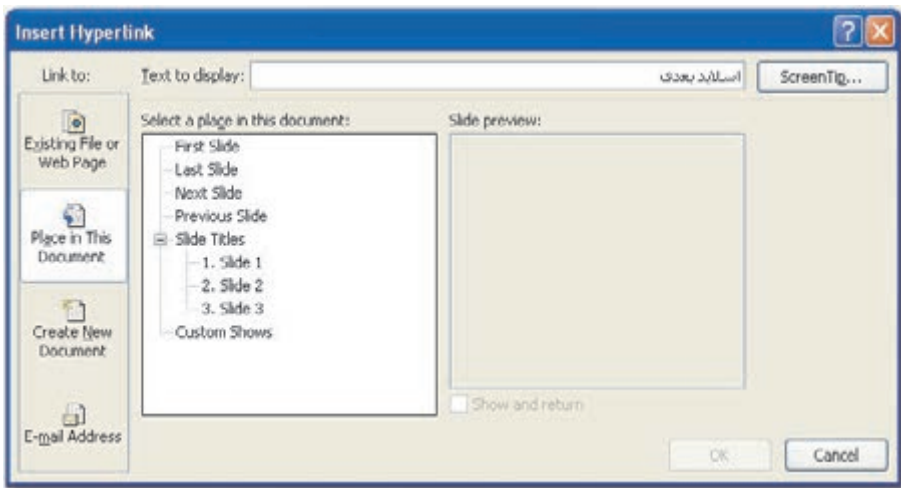 Insert Hyperlink
Link to:
Text to display:
اسلاید بعدی
ScreenTip...
Existing File or
Web Page
Place in This
Document
Create New
Document
E-mail Address
Select a place in this document:
First Slide
Last Slide
Next Slide
Previous Slide
Slide Titles
1. Slide 1
2. Slide 2
3. Slide 3
Custom Shows
Slide preview:
Show and return
OK
Cancel